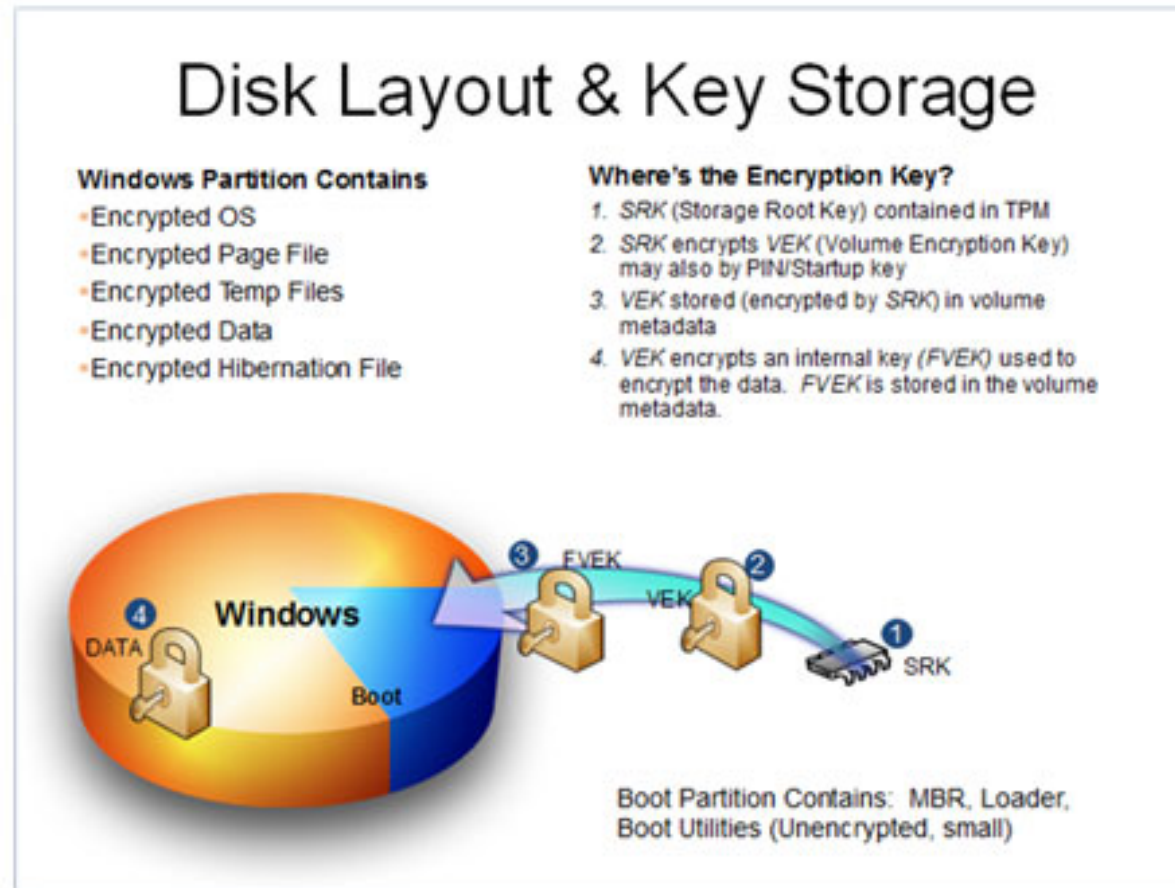 Disk Layout & Key Storage
Windows Partition Contains
•Encrypted OS
•Encrypted Page File
•Encrypted Temp Files
•Encrypted Data
•Encrypted Hibernation File
Where's the Encryption Key?
1. SRK (Storage Root Key) contained in TPM
2. SRK encrypts VEK (Volume Encryption Key)
may also by PIN/Startup key
3. VEK stored (encrypted by SRK) in volume
metadata
4. VEK encrypts an internal key (FVEK) used to
encrypt the data. FVEK is stored in the volume
metadata.
3 FVEK
2
VEK
1
SRK
4
DATA
Windows
Boot
Boot Partition Contains: MBR, Loader,
Boot Utilities (Unencrypted, small)